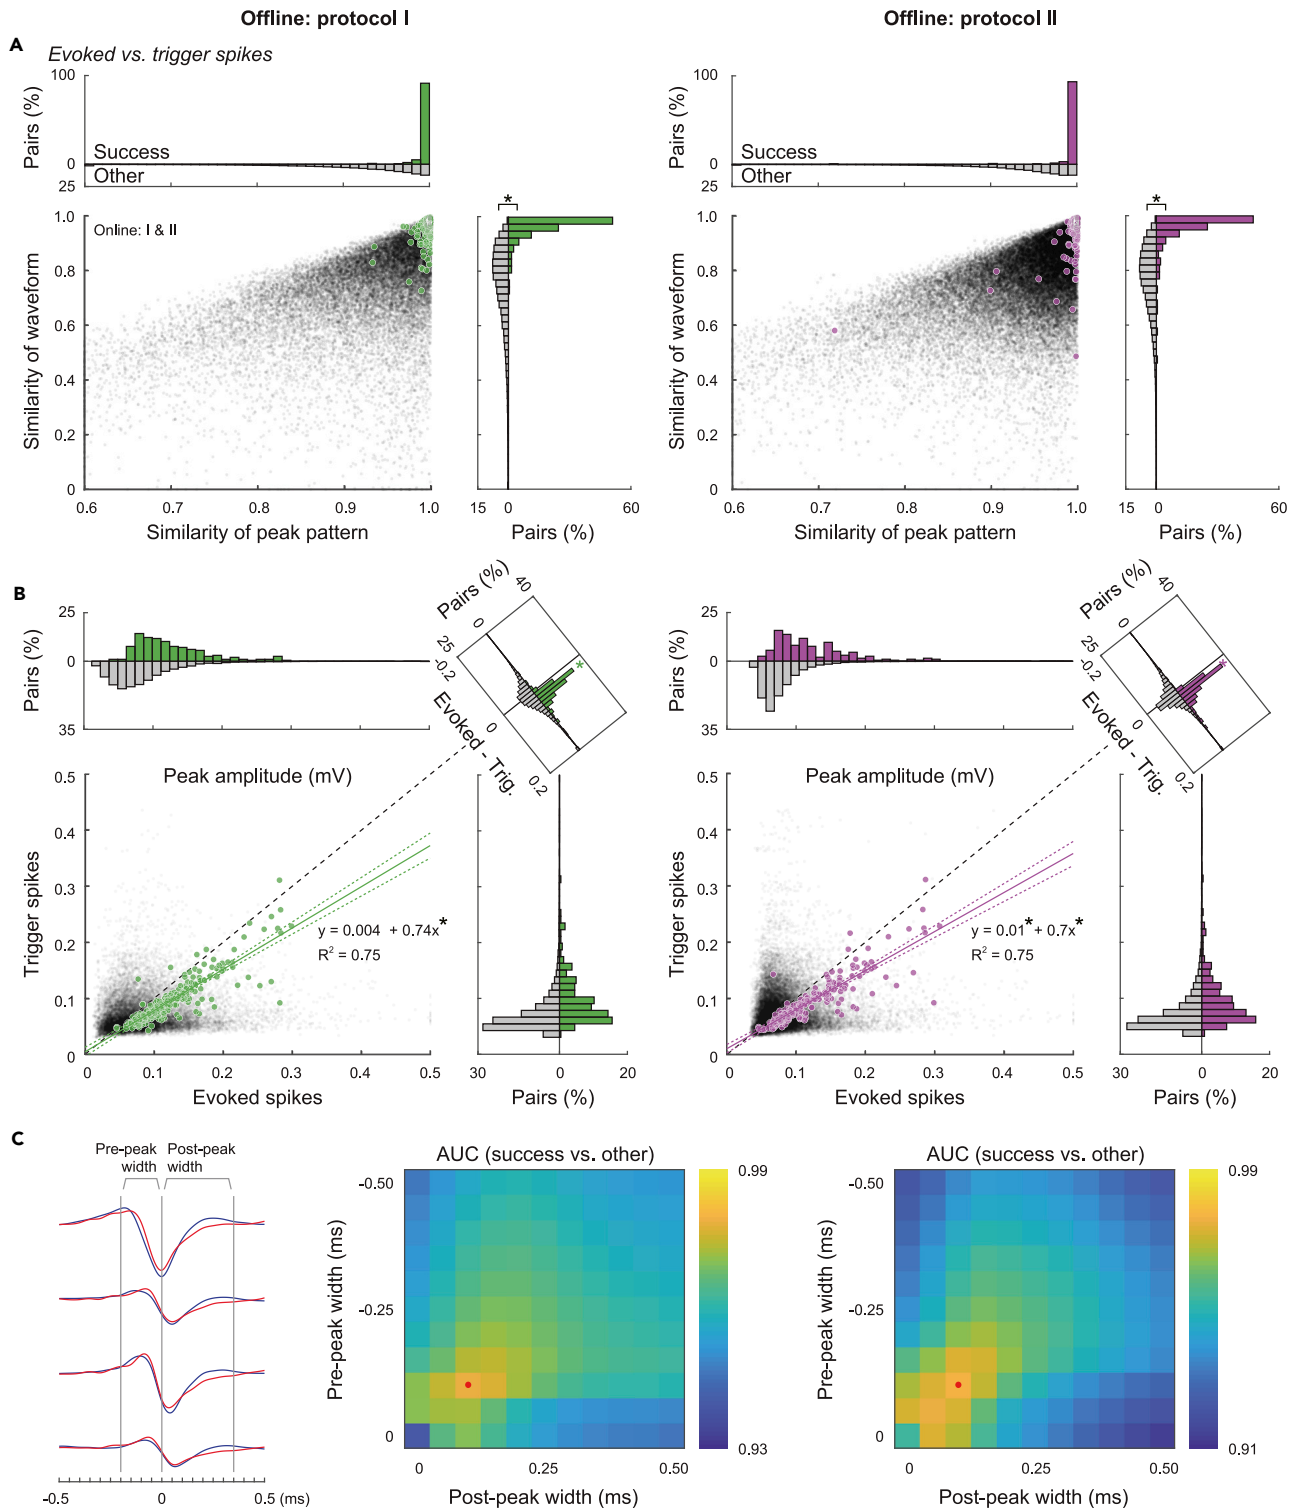 Offline: protocol I
Offline: protocol II
A
Evoked vs. trigger spikes
100
Pairs (%)
0
25
Success
Other
100
Pairs (%)
0
25
Success
Other
1.0
0.8
0.6
0.4
0.2
0
Similarity of waveform
Online: I & II
0.6 0.7 0.8 0.9 1.0
Similarity of peak pattern
*
15 0 60
Pairs (%)
1.0
0.8
0.6
0.4
0.2
0
Similarity of waveform
0.6 0.7 0.8 0.9 1.0
Similarity of peak pattern
*
15 0 60
Pairs (%)
B
25
0
35
Pairs (%)
Peak amplitude (mV)
Pairs (%)
40
0
25
-0.2
0
0.2
Evoked - Trig.
*
25
0
35
Pairs (%)
Peak amplitude (mV)
Pairs (%)
40
0
25
-0.2
0
0.2
Evoked - Trig.
*
0.5
0.4
0.3
0.2
0.1
0
Trigger spikes
y = 0.004 + 0.74x*
R² = 0.75
0 0.1 0.2 0.3 0.4 0.5
Evoked spikes
30 0 20
Pairs (%)
0.5
0.4
0.3
0.2
0.1
0
Trigger spikes
y = 0.01* + 0.7x*
R² = 0.75
0 0.1 0.2 0.3 0.4 0.5
Evoked spikes
30 0 20
Pairs (%)
C
Pre-peak width
Post-peak width
-0.5 0 0.5 (ms)
AUC (success vs. other)
-0.50
-0.25
0
Pre-peak width (ms)
0 0.25 0.50
Post-peak width (ms)
0.99
0.93
AUC (success vs. other)
-0.50
-0.25
0
Pre-peak width (ms)
0 0.25 0.50
Post-peak width (ms)
0.99
0.91